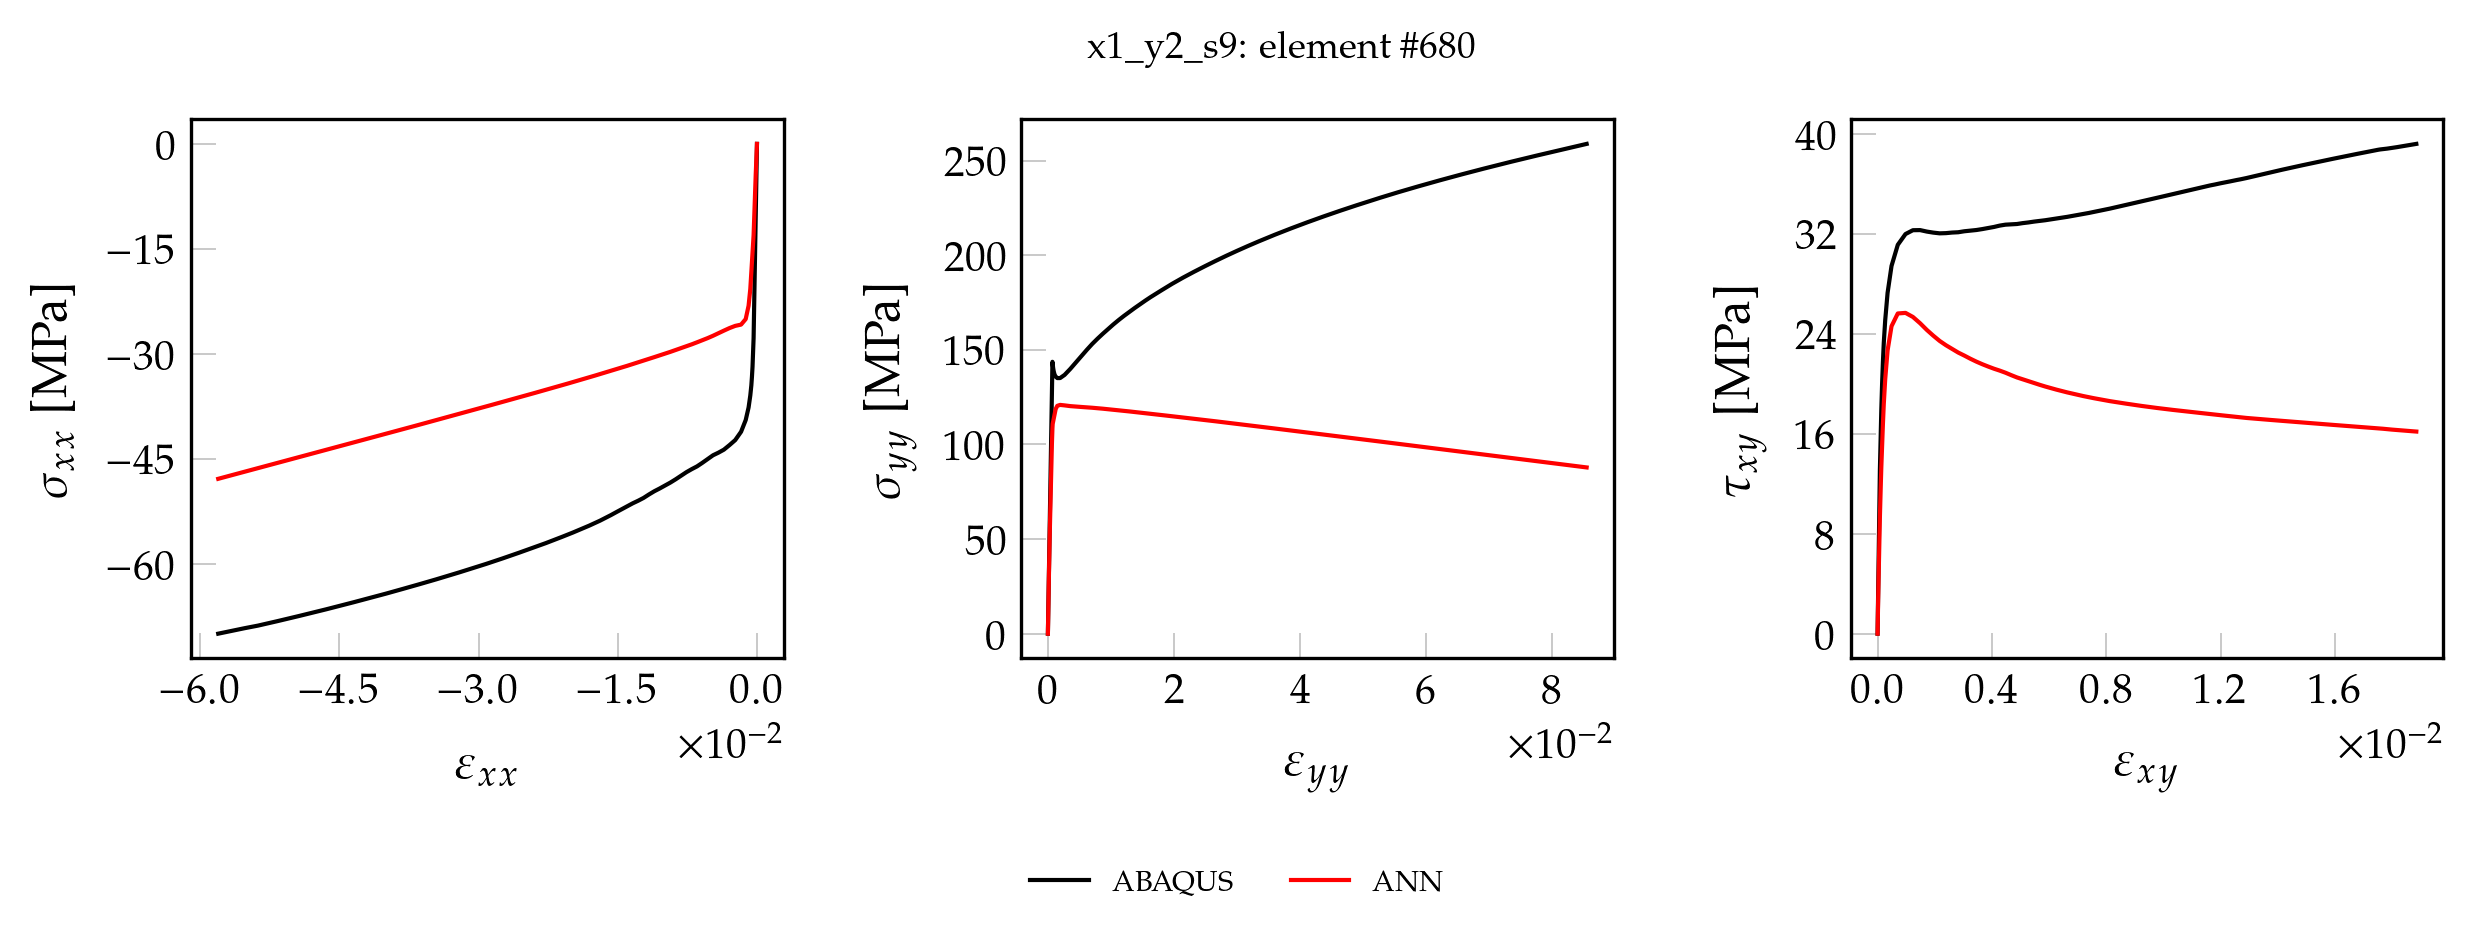 x1_y2_s9: element #680
σxx [MPa]
0
−15
−30
−45
−60
−6.0 −4.5 −3.0 −1.5 0.0
×10⁻²
εxx
σyy [MPa]
250
200
150
100
50
0
0 2 4 6 8
×10⁻²
εyy
τxy [MPa]
40
32
24
16
8
0
0.0 0.4 0.8 1.2 1.6
×10⁻²
εxy
ABAQUS ANN